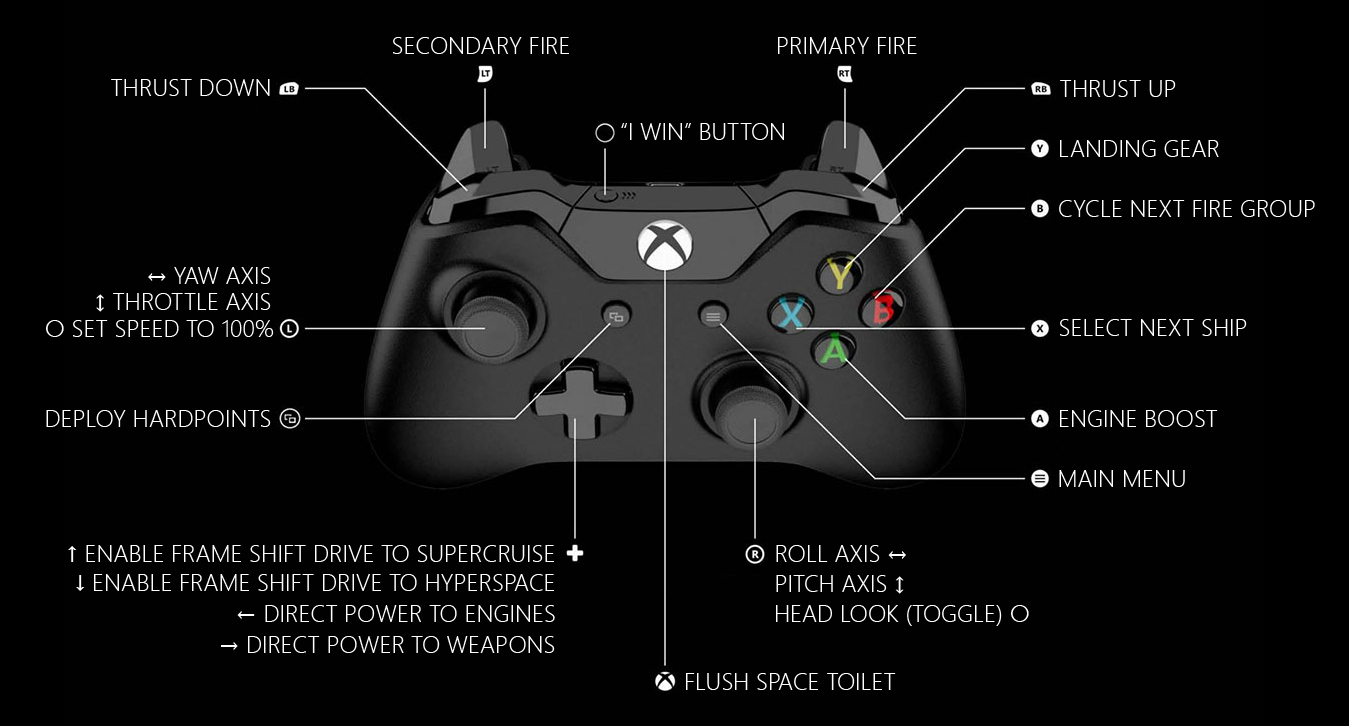 SECONDARY FIRE
LT
PRIMARY FIRE
RT
THRUST DOWN LB
RB THRUST UP
"I WIN" BUTTON
Y LANDING GEAR
B CYCLE NEXT FIRE GROUP
LT
RT
Y
B
X
A
↔ YAW AXIS
↕ THROTTLE AXIS
○ SET SPEED TO 100% L
X SELECT NEXT SHIP
DEPLOY HARDPOINTS
A ENGINE BOOST
MAIN MENU
↑ ENABLE FRAME SHIFT DRIVE TO SUPERCRUISE
↓ ENABLE FRAME SHIFT DRIVE TO HYPERSPACE
← DIRECT POWER TO ENGINES
→ DIRECT POWER TO WEAPONS
R ROLL AXIS ↔
PITCH AXIS ↕
HEAD LOOK (TOGGLE) ○
FLUSH SPACE TOILET